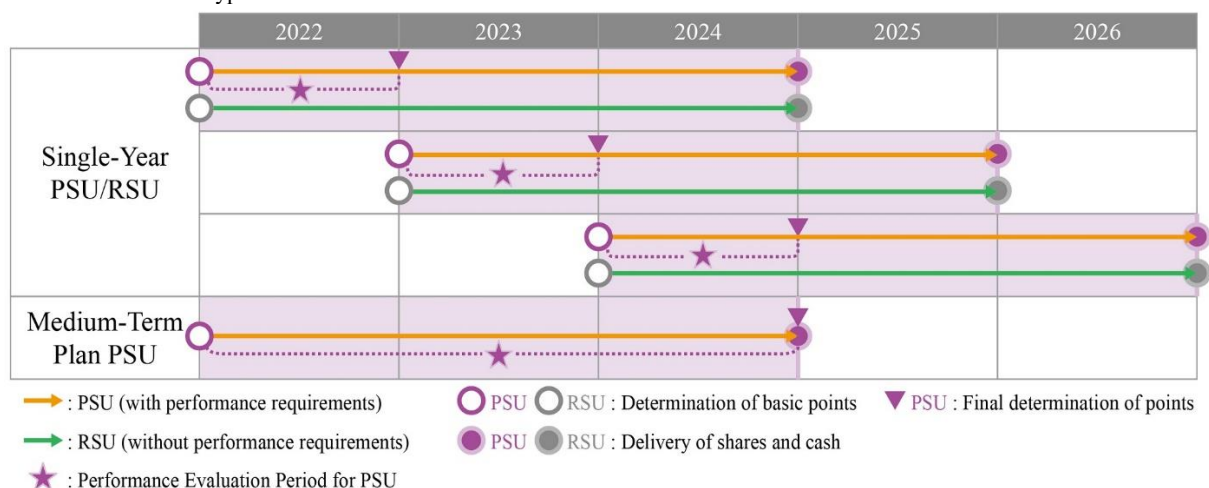 2022 2023 2024 2025 2026
Single-Year
PSU/RSU
Medium-Term
Plan PSU
: PSU (with performance requirements)
PSU RSU : Determination of basic points
PSU : Final determination of points
: RSU (without performance requirements)
PSU RSU : Delivery of shares and cash
: Performance Evaluation Period for PSU